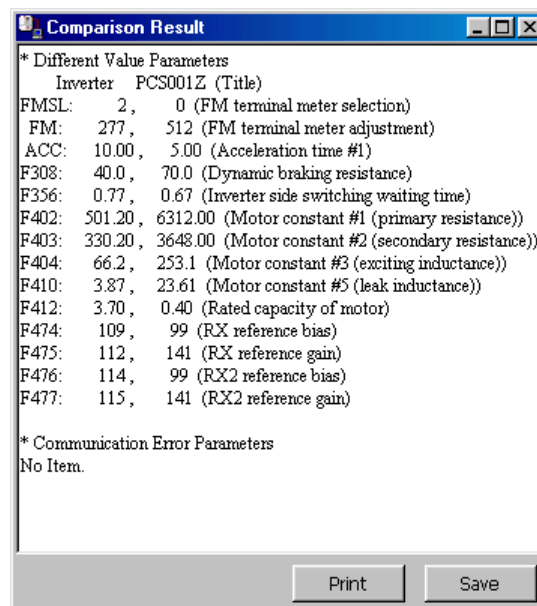 Comparison Result
* Different Value Parameters
Inverter PCS001Z (Title)
FMSL: 2 , 0 (FM terminal meter selection)
FM: 277 , 512 (FM terminal meter adjustment)
ACC: 10.00 , 5.00 (Acceleration time #1)
F308: 40.0 , 70.0 (Dynamic braking resistance)
F356: 0.77 , 0.67 (Inverter side switching waiting time)
F402: 501.20 , 6312.00 (Motor constant #1 (primary resistance))
F403: 330.20 , 3648.00 (Motor constant #2 (secondary resistance))
F404: 66.2 , 253.1 (Motor constant #3 (exciting inductance))
F410: 3.87 , 23.61 (Motor constant #5 (leak inductance))
F412: 3.70 , 0.40 (Rated capacity of motor)
F474: 109 , 99 (RX reference bias)
F475: 112 , 141 (RX reference gain)
F476: 114 , 99 (RX2 reference bias)
F477: 115 , 141 (RX2 reference gain)
* Communication Error Parameters
No Item.
Print Save